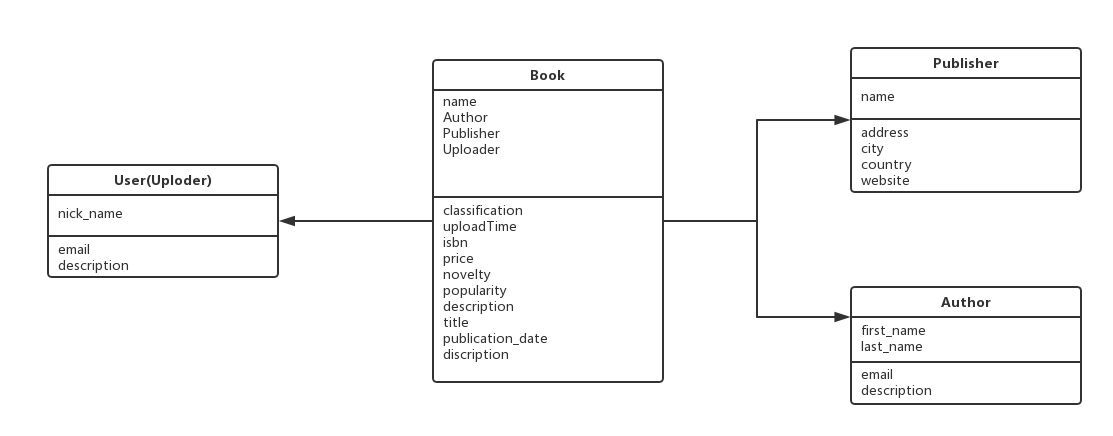 User(Uploder)
nick_name
email
description
Book
name
Author
Publisher
Uploader
classification
uploadTime
isbn
price
novelty
popularity
description
title
publication_date
discription
Publisher
name
address
city
country
website
Author
first_name
last_name
email
description